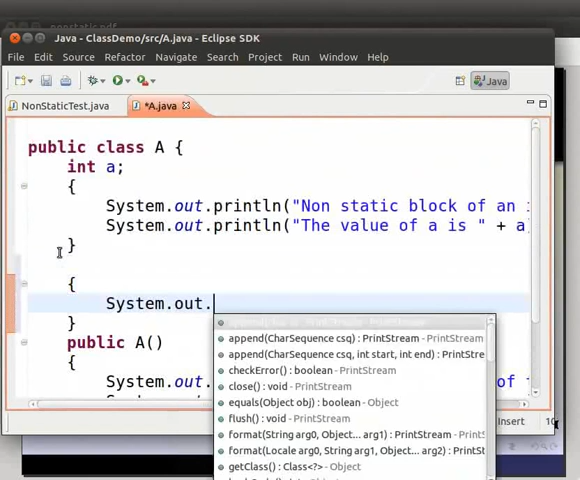 nonstatic.pdf
Java - ClassDemo/src/A.java - Eclipse SDK
File Edit Source Refactor Navigate Search Project Run Window Help
Java
NonStaticTest.java *A.java
public class A {
int a;
{
System.out.println("Non static block of an i
System.out.println("The value of a is " + a
}
{
System.out.
}
public A()
{
System.out.
append(CharSequence csq) : PrintStream - PrintStream
append(CharSequence csq, int start, int end) : PrintStre
checkError() : boolean - PrintStream
close() : void - PrintStream
equals(Object obj) : boolean - Object
flush() : void - PrintStream
format(String arg0, Object... arg1) : PrintStream - PrintS
format(Locale arg0, String arg1, Object... arg2) : PrintS
getClass() : Class<?> - Object
Insert